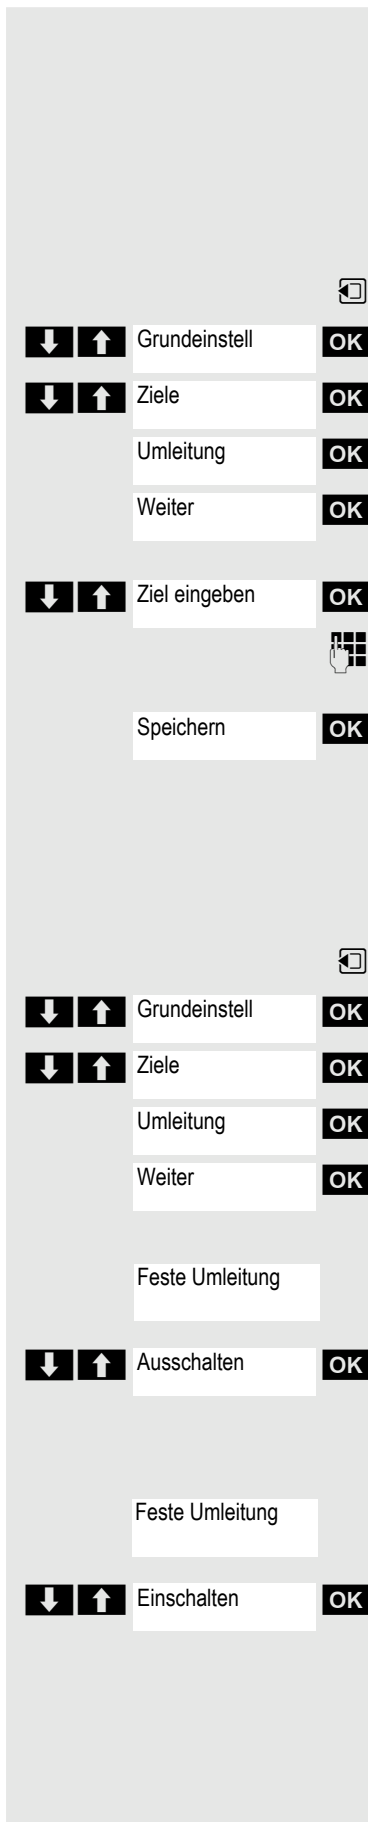 Grundeinstell OK
Ziele OK
Umleitung OK
Weiter OK
Ziel eingeben OK
Speichern OK
Grundeinstell OK
Ziele OK
Umleitung OK
Weiter OK
Feste Umleitung
Ausschalten OK
Feste Umleitung
Einschalten OK